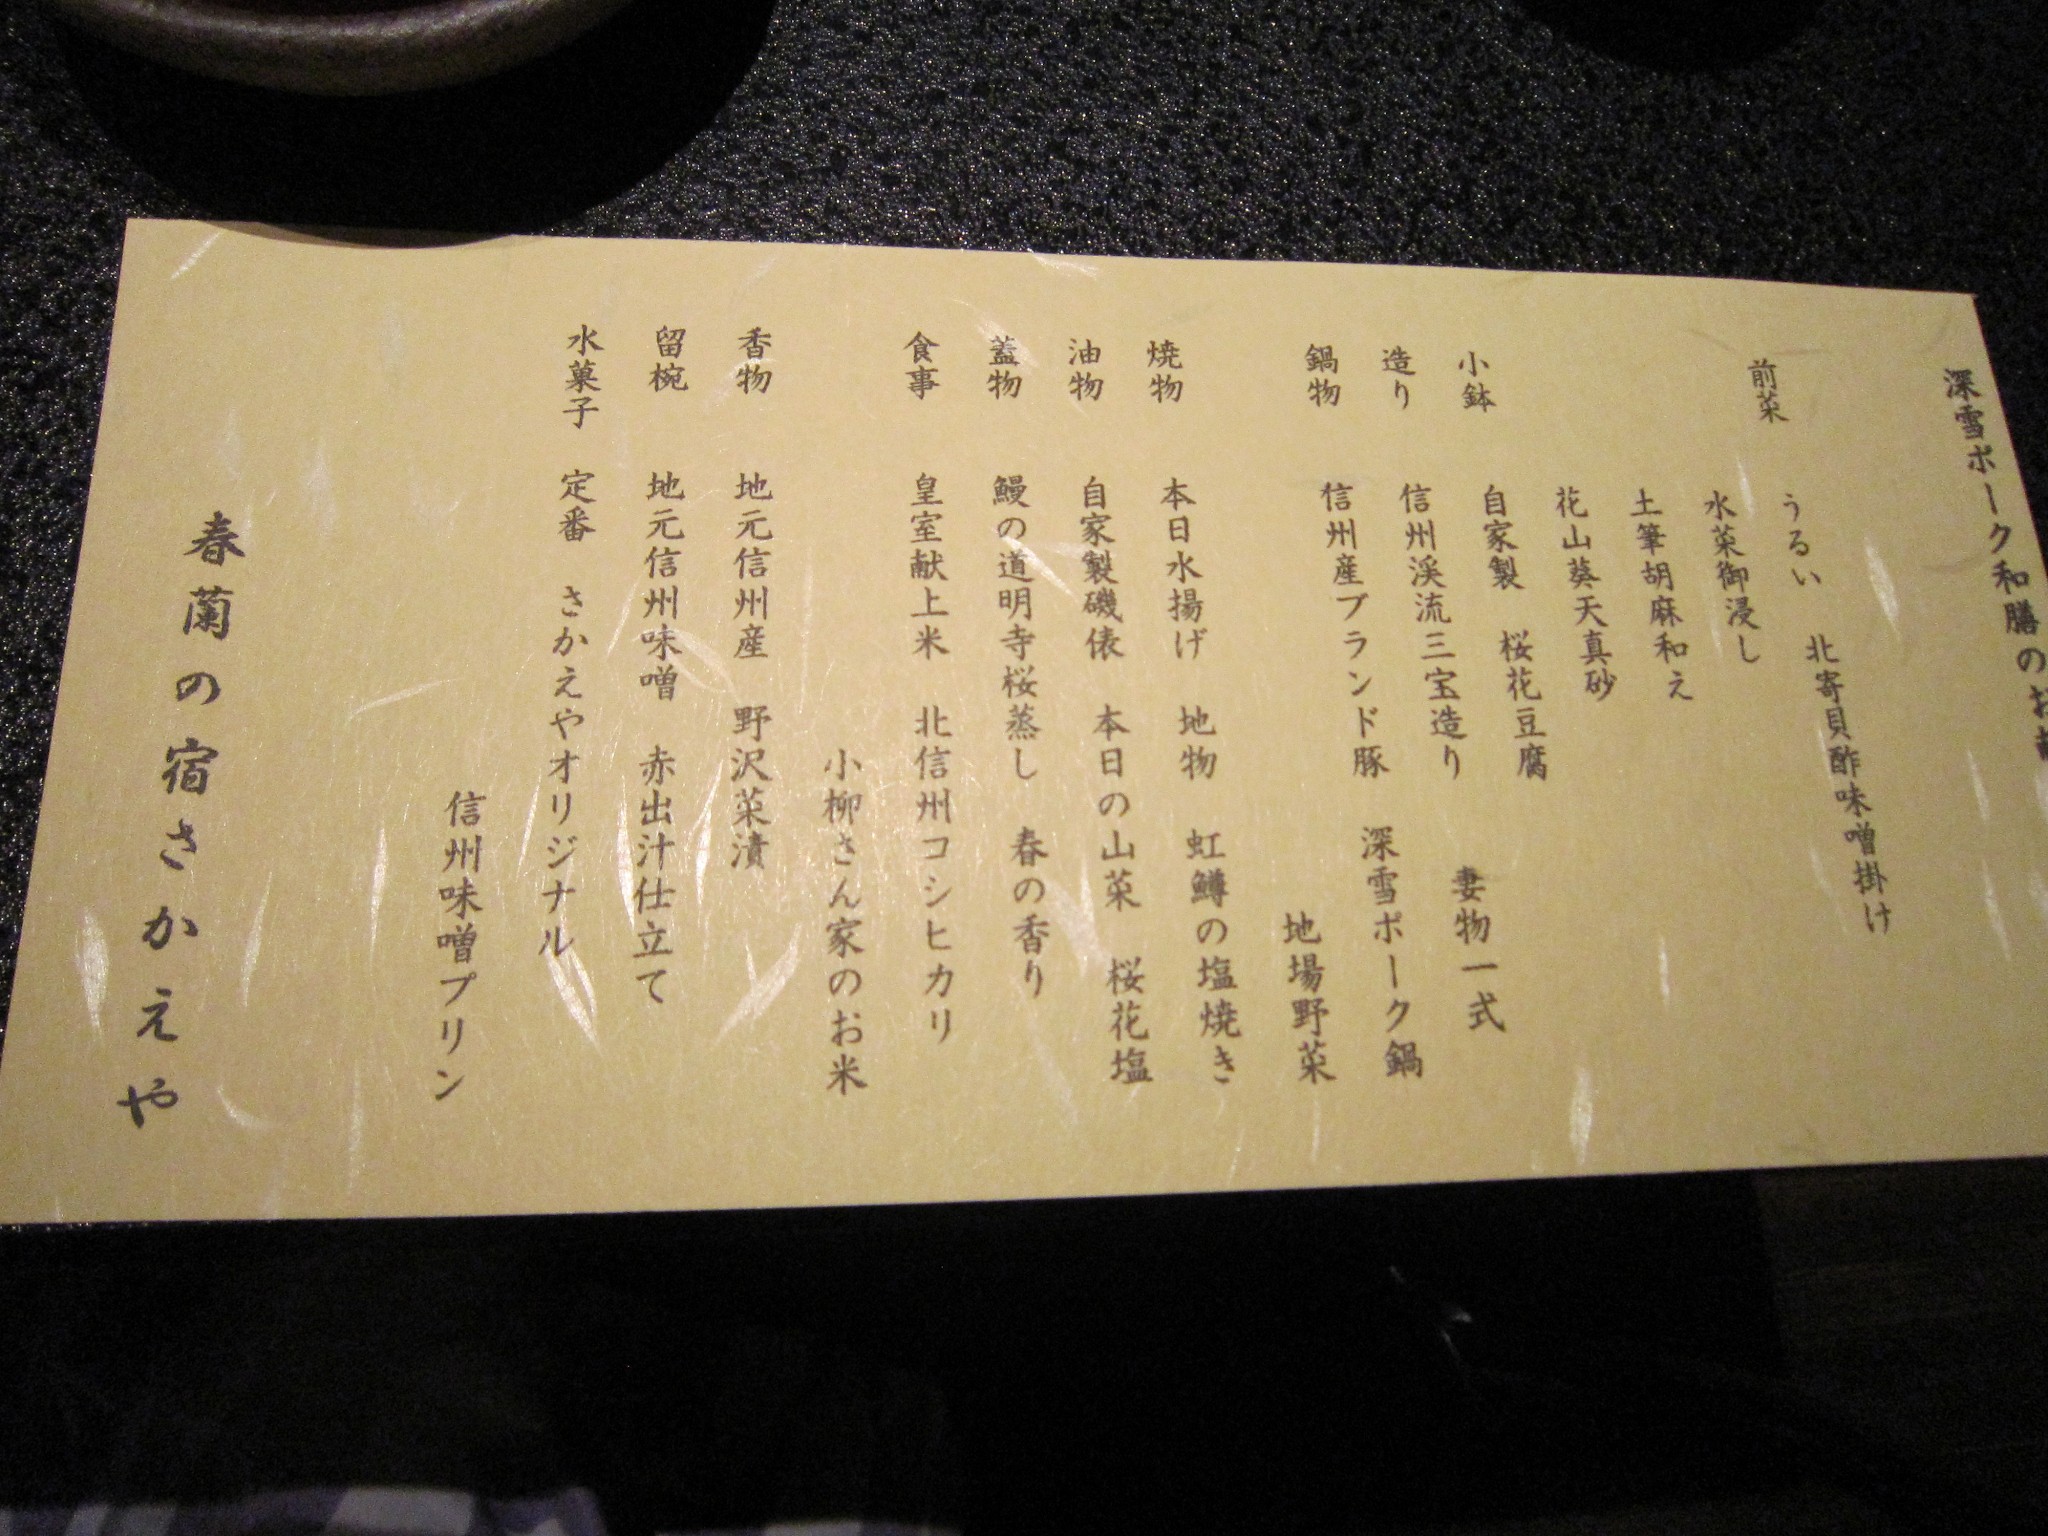 深雪ポーク和膳のお
前菜 うるい 北寄貝酢味噌掛け
水菜御浸し
土筆胡麻和え
花山葵天真砂
小鉢 自家製 桜花豆腐
造り 信州渓流三宝造り 妻物一式
鍋物 信州産ブランド豚 深雪ポーク鍋
地場野菜
焼物 本日水揚げ 地物 虹鱒の塩焼き
油物 自家製磯俵 本日の山菜 桜花塩
蓋物 鰻の道明寺桜蒸し 春の香り
食事 皇室献上米 北信州コシヒカリ
小柳さん家のお米
香物 地元信州産 野沢菜漬
留椀 地元信州味噌 赤出汁仕立て
水菓子 定番 さかえやオリジナル
信州味噌プリン
春蘭の宿さかえや